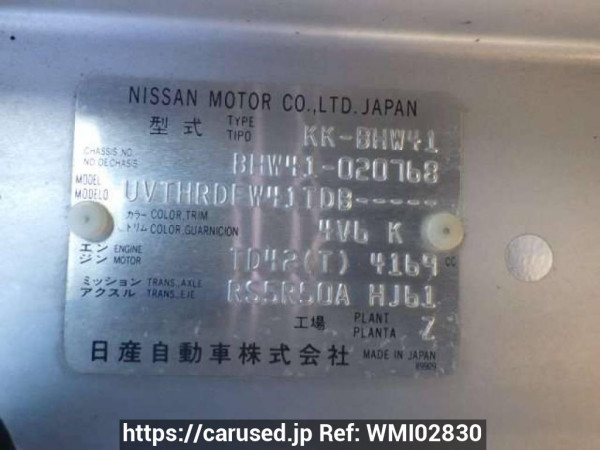 NISSAN MOTOR CO.,LTD. JAPAN
型式 TYPE TIPO KK-BHW41
CHASSIS NO. NO DE CHASIS BHW41-020768
MODEL MODELO UVTHRDFW41TDB-----
カラー COLOR, TRIM
トリム COLOR, GUARNICION 4V6 K
エンジン ENGINE MOTOR TD42(T) 4169 CC
ミッション TRANS., AXLE
アクスル TRANS., EJE RS5R50A HJ61
工場 PLANT PLANTA Z
日産自動車株式会社 MADE IN JAPAN
89909
https://carused.jp Ref: WMI02830